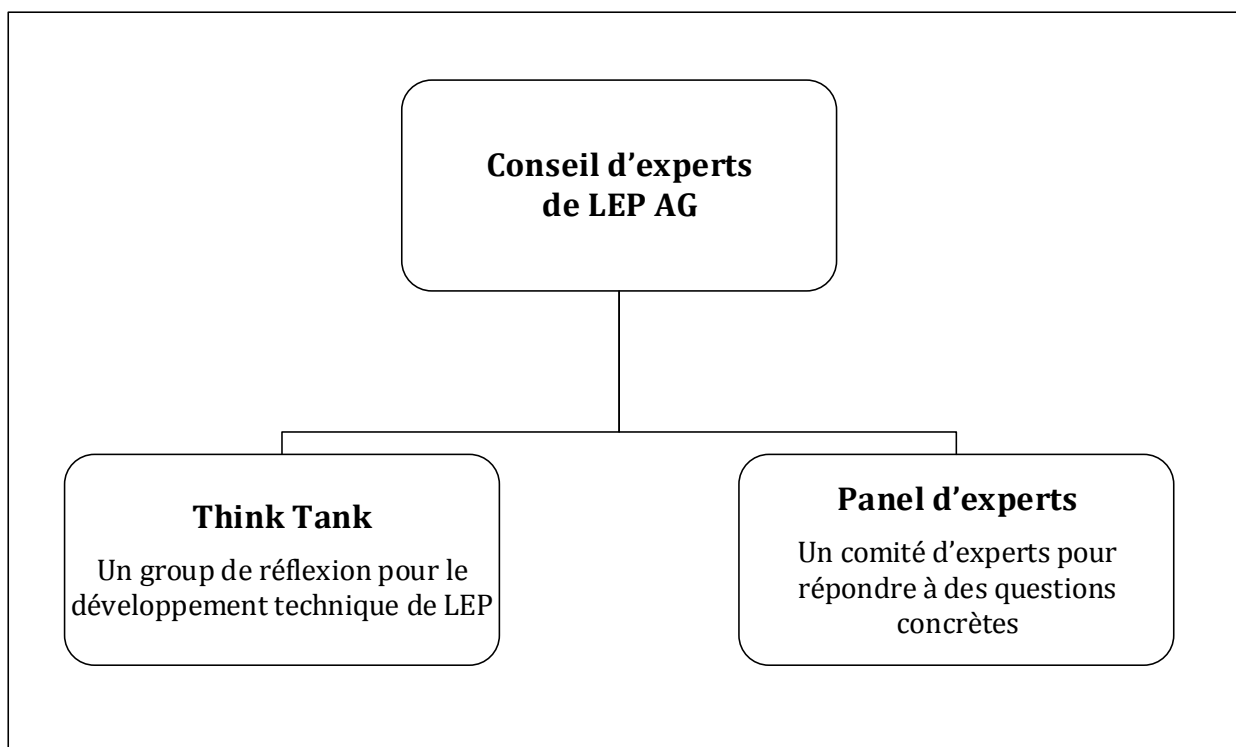 Conseil d’experts
de LEP AG
Think Tank
Un group de réflexion pour le
développement technique de LEP
Panel d’experts
Un comité d’experts pour
répondre à des questions
concrètes